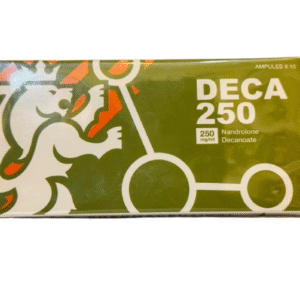 AMPULES X 10
DECA
250
250 Nandrolone
mg/ml Decanoate